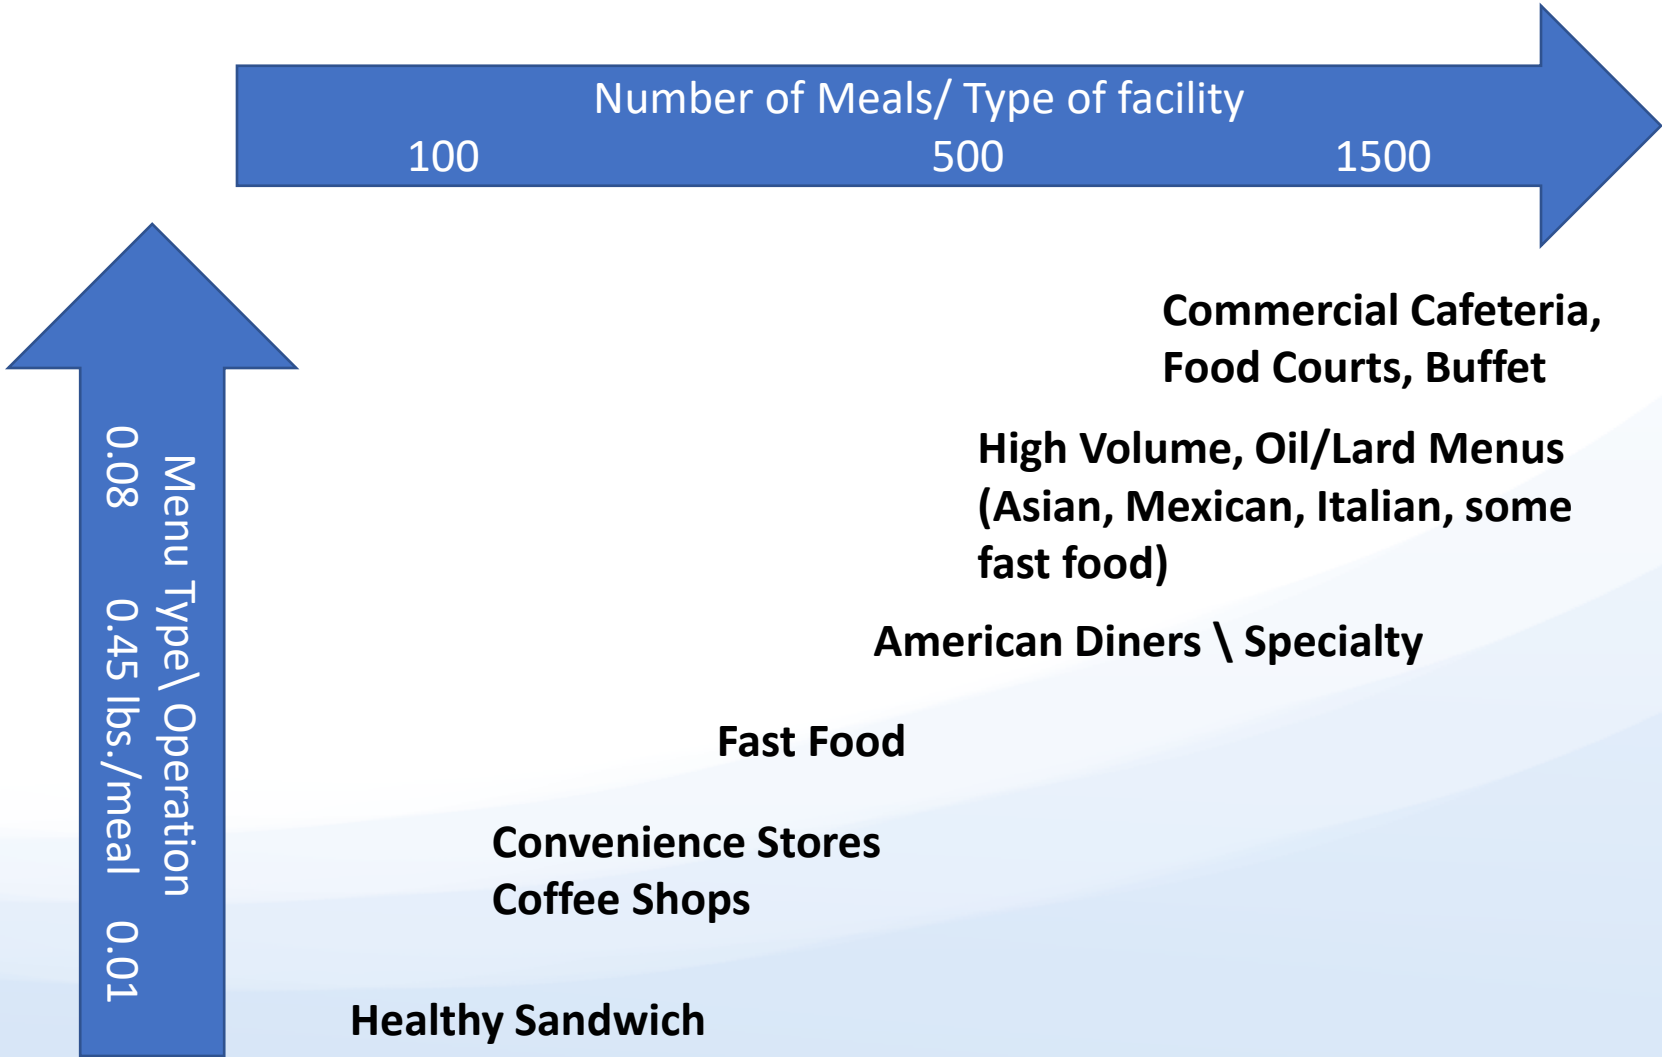 Number of Meals/ Type of facility
100 500 1500
Menu Type\ Operation
0.08 0.45 lbs./meal 0.01
Commercial Cafeteria,
Food Courts, Buffet
High Volume, Oil/Lard Menus
(Asian, Mexican, Italian, some
fast food)
American Diners \ Specialty
Fast Food
Convenience Stores
Coffee Shops
Healthy Sandwich